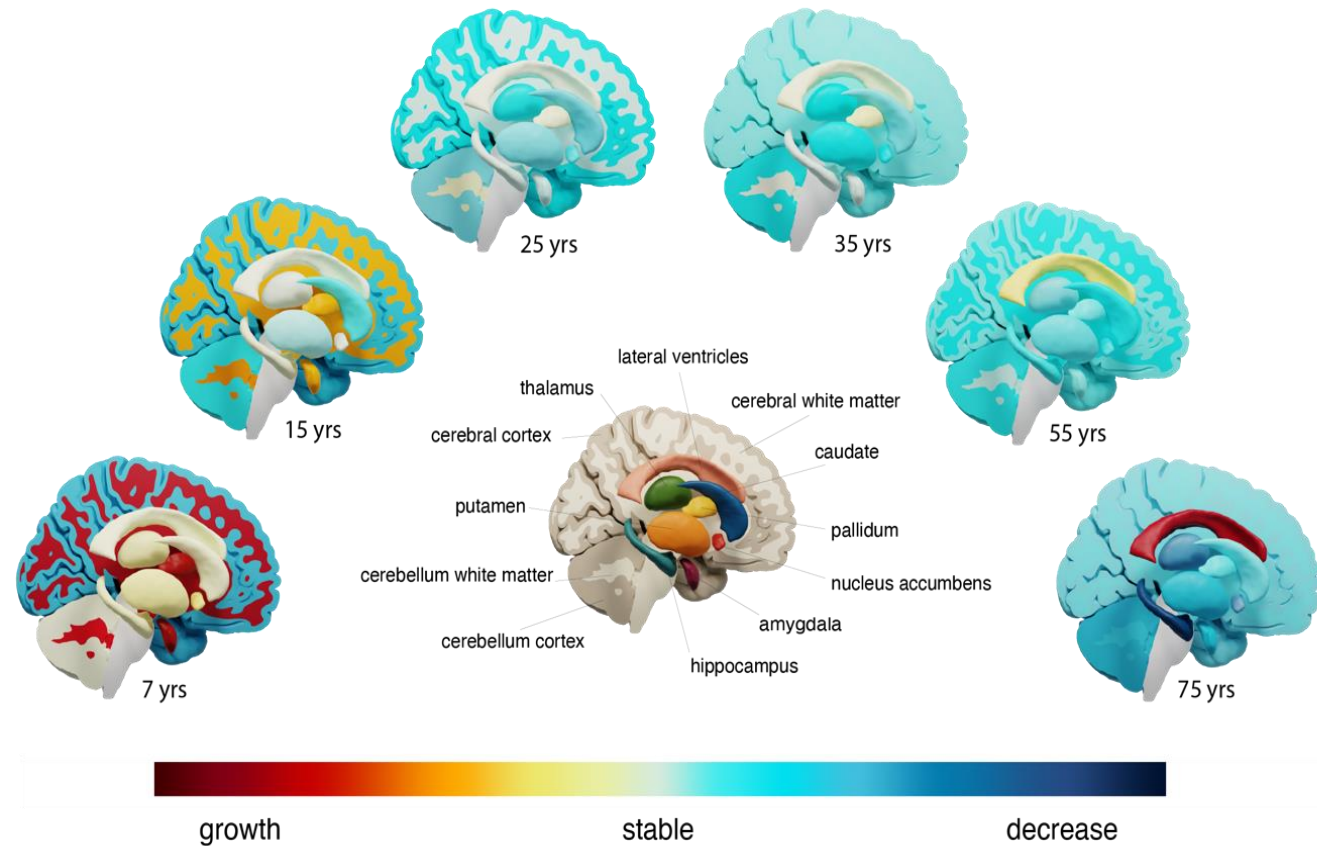 25 yrs
35 yrs
15 yrs
55 yrs
lateral ventricles
thalamus
cerebral white matter
cerebral cortex
caudate
putamen
pallidum
cerebellum white matter
nucleus accumbens
amygdala
cerebellum cortex
hippocampus
7 yrs
75 yrs
growth
stable
decrease